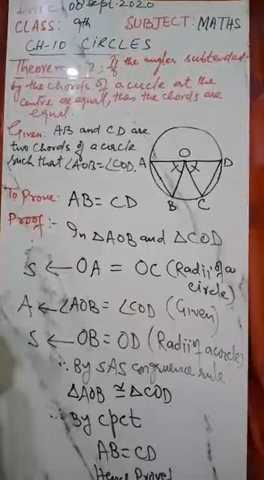 08 Sept-2020
CLASS: 9th SUBJECT: MATHS
CH-10 CIRCLES
Theorem 2: If the angles subtended
by the chords of a circle at the
centre are equal, then the chords are
equal.
Given: AB and CD are
two chords of a circle
such that ∠AOB = ∠COD.
O
A X X D
B C
To Prove: AB = CD
Proof:-
In △AOB and △COD
S ← OA = OC (Radii of a
circle)
A ← ∠AOB = ∠COD (Given)
S ← OB = OD (Radii of a circle)
∴ By SAS congruence rule
△AOB ≅ △COD
∴ By cpct
AB = CD
Hence Proved